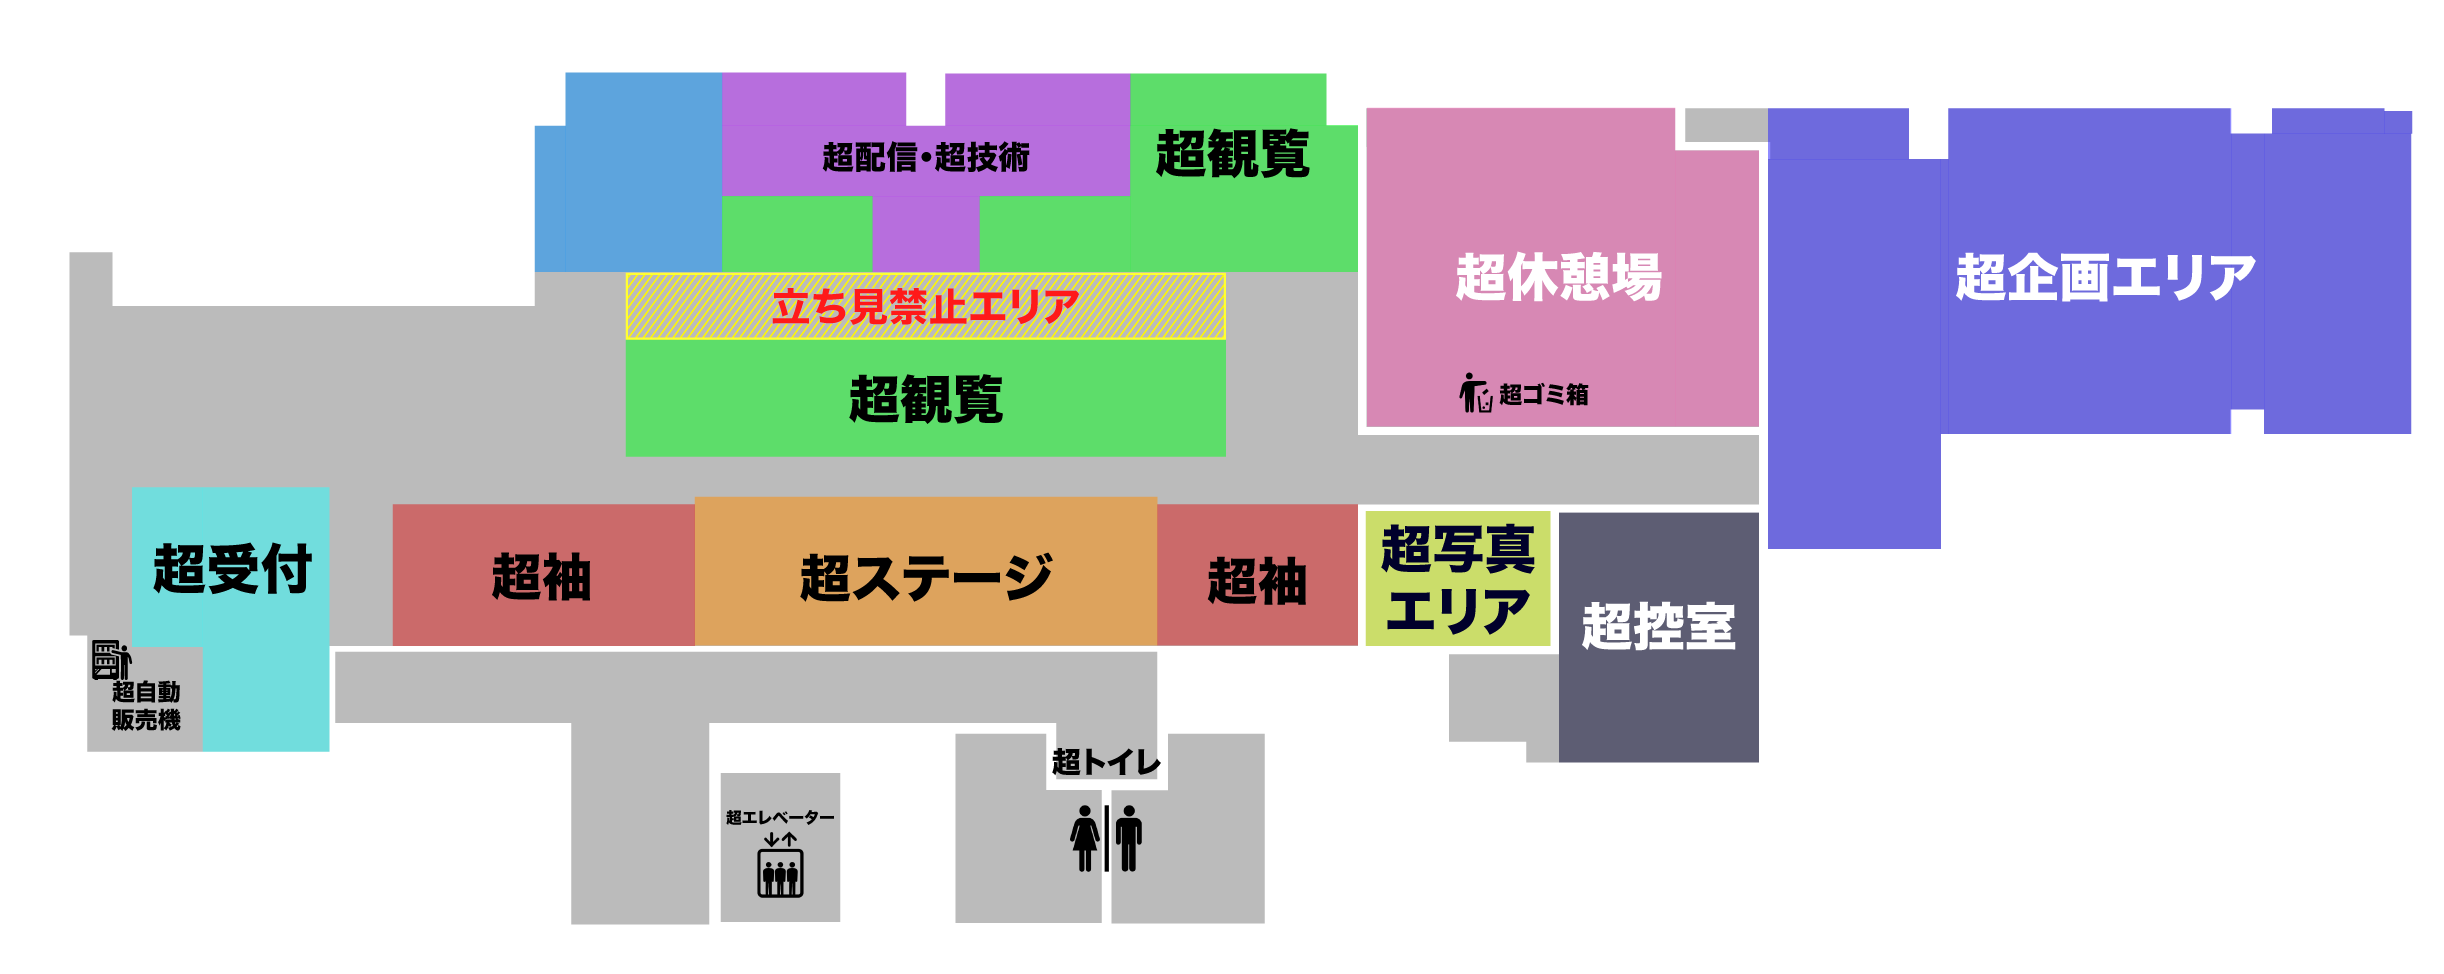 超配信・超技術
超観覧
超休憩場
超企画エリア
立ち見禁止エリア
超観覧
超ゴミ箱
超受付
超袖
超ステージ
超袖
超写真
エリア
超控室
超自動
販売機
超トイレ
超エレベーター